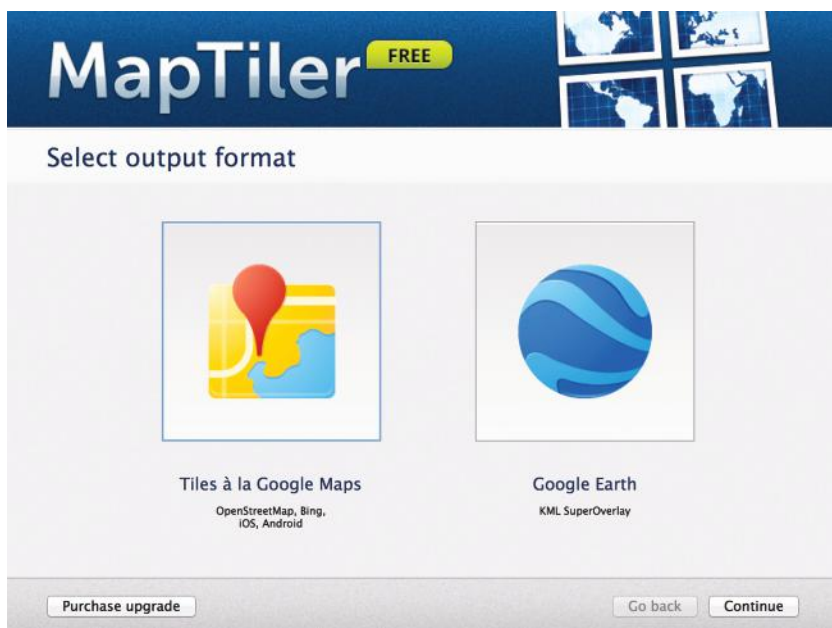 MapTiler FREE
Select output format
Tiles à la Google Maps
OpenStreetMap, Bing,
iOS, Android
Google Earth
KML SuperOverlay
Purchase upgrade
Go back
Continue